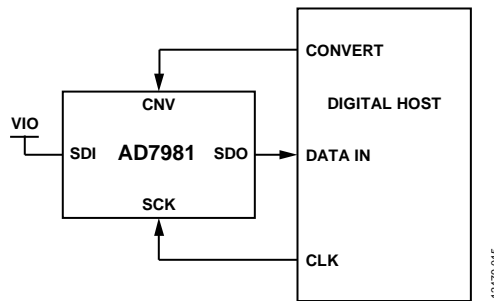 CONVERT
CNV
DIGITAL HOST
VIO
SDI AD7981 SDO DATA IN
SCK
CLK